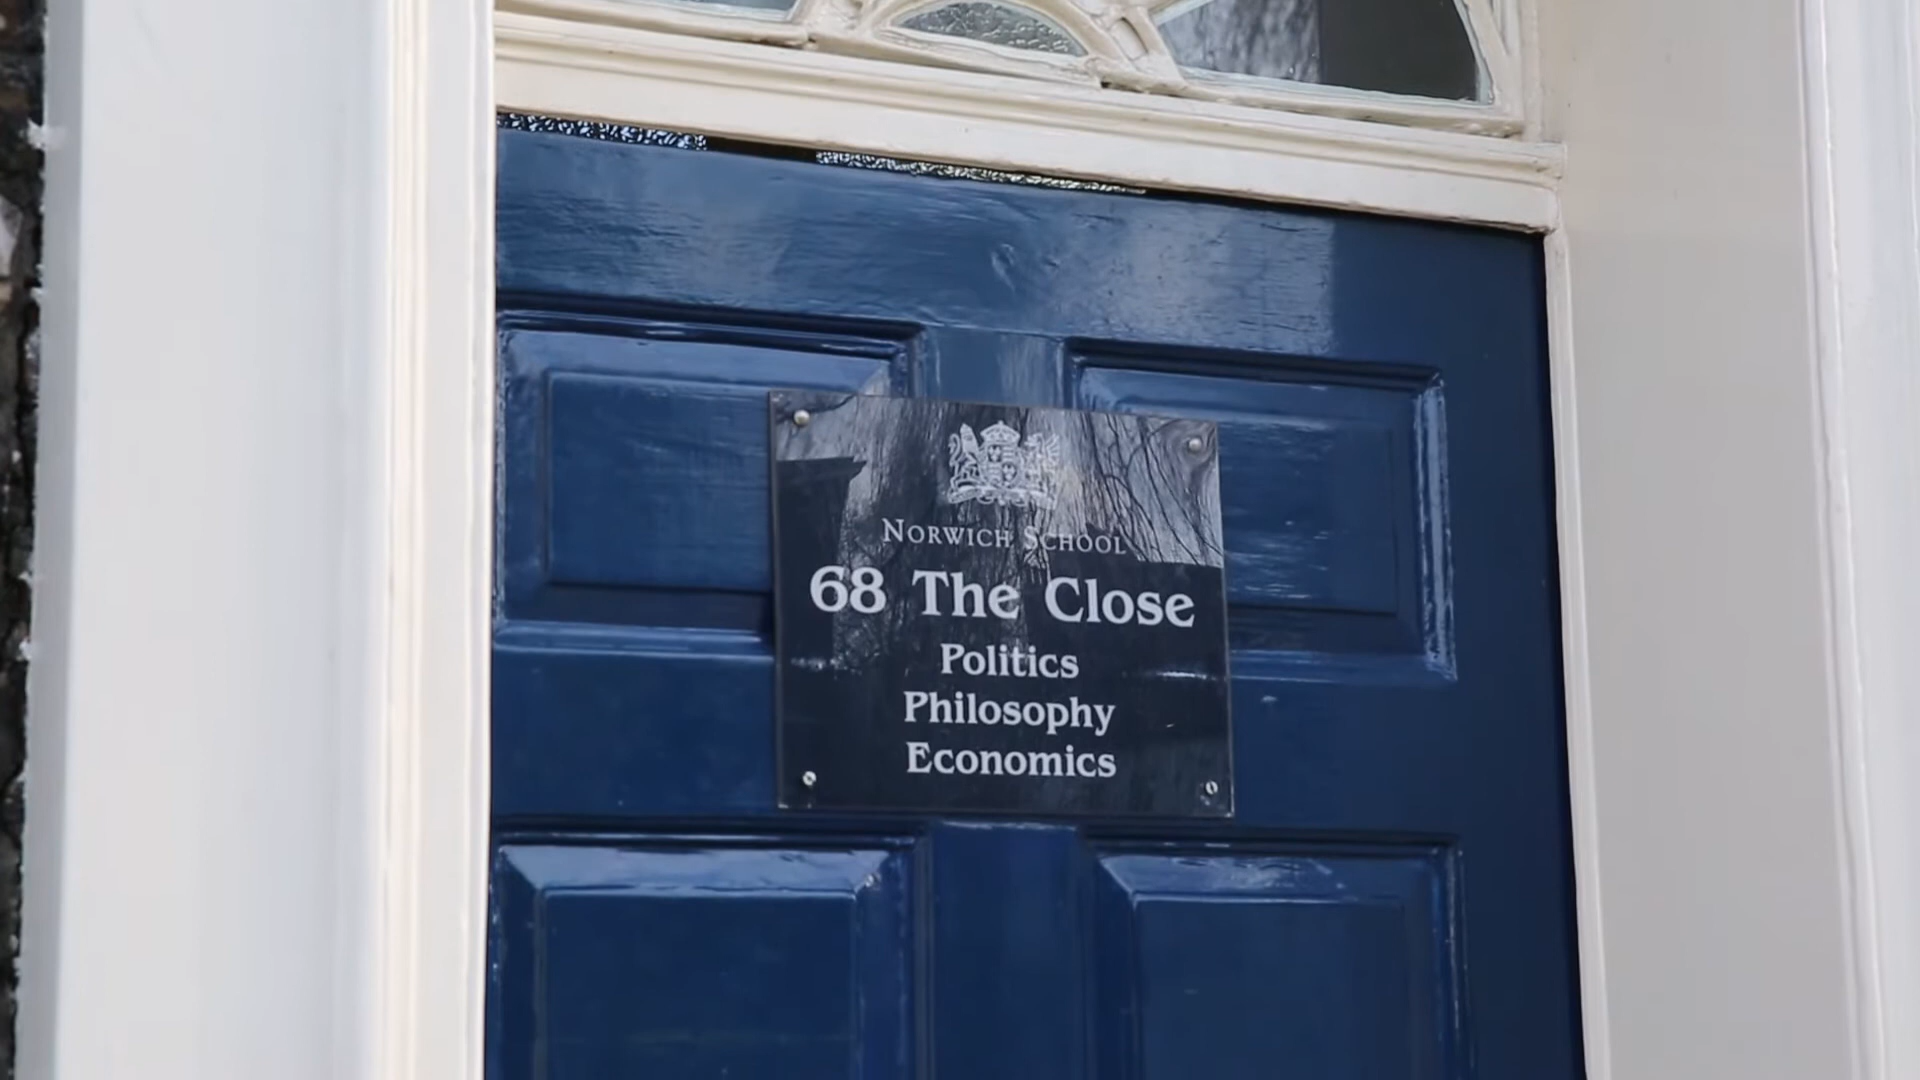 NORWICH SCHOOL
68 The Close
Politics
Philosophy
Economics